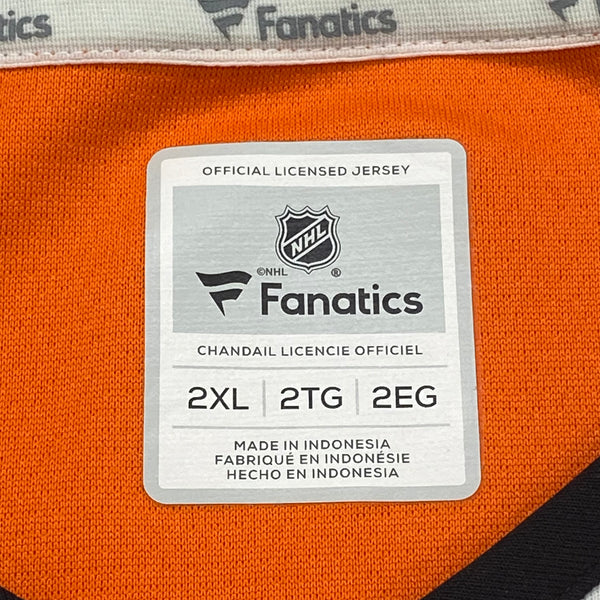 Fanatics
OFFICIAL LICENSED JERSEY
NHL
©NHL ®
Fanatics
CHANDAIL LICENCIE OFFICIEL
2XL | 2TG | 2EG
MADE IN INDONESIA
FABRIQUÉ EN INDONÉSIE
HECHO EN INDONESIA